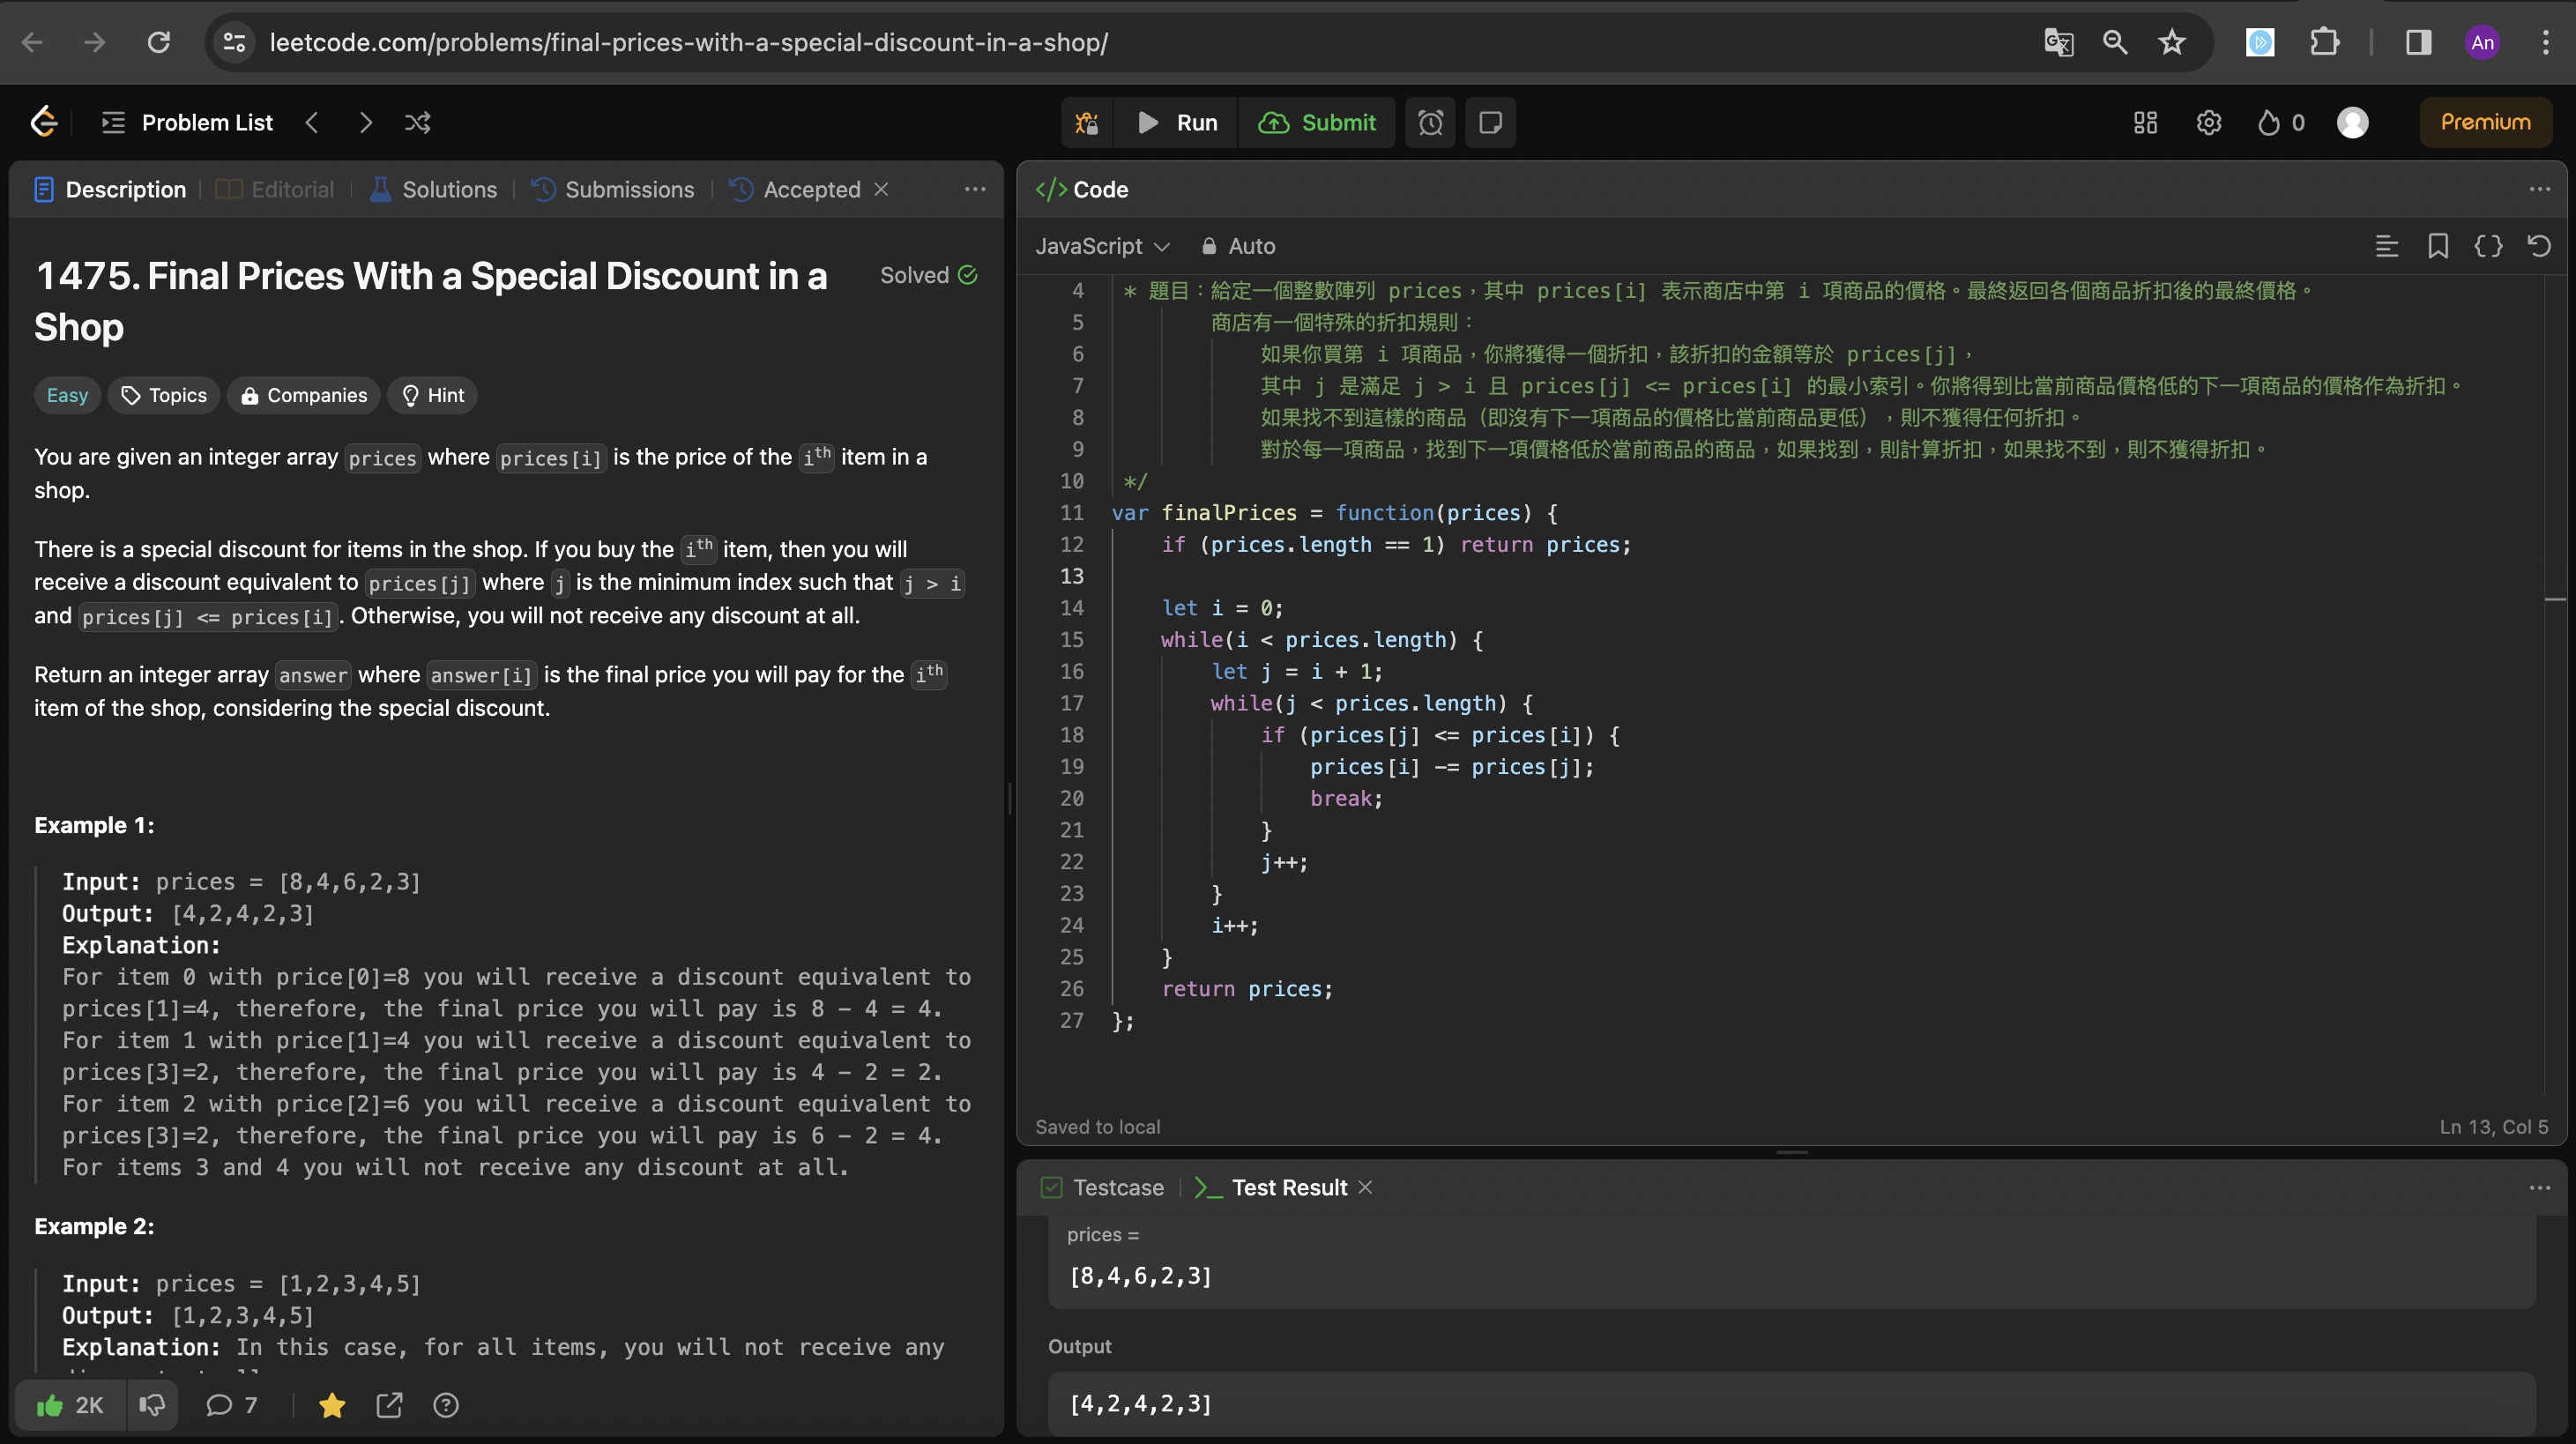 leetcode.com/problems/final-prices-with-a-special-discount-in-a-shop/
An
Problem List
Run
Submit
0
Premium
Description
Editorial
Solutions
Submissions
Accepted
1475. Final Prices With a Special Discount in a
Shop
Solved
Easy
Topics
Companies
Hint
You are given an integer array prices where prices[i] is the price of the ith item in a
shop.
There is a special discount for items in the shop. If you buy the ith item, then you will
receive a discount equivalent to prices[j] where j is the minimum index such that j > i
and prices[j] <= prices[i]. Otherwise, you will not receive any discount at all.
Return an integer array answer where answer[i] is the final price you will pay for the ith
item of the shop, considering the special discount.
Example 1:
Input: prices = [8,4,6,2,3]
Output: [4,2,4,2,3]
Explanation:
For item 0 with price[0]=8 you will receive a discount equivalent to
prices[1]=4, therefore, the final price you will pay is 8 - 4 = 4.
For item 1 with price[1]=4 you will receive a discount equivalent to
prices[3]=2, therefore, the final price you will pay is 4 - 2 = 2.
For item 2 with price[2]=6 you will receive a discount equivalent to
prices[3]=2, therefore, the final price you will pay is 6 - 2 = 4.
For items 3 and 4 you will not receive any discount at all.
Example 2:
Input: prices = [1,2,3,4,5]
Output: [1,2,3,4,5]
Explanation: In this case, for all items, you will not receive any
2K
7
</> Code
JavaScript
Auto
4 * 題目：給定一個整數陣列 prices，其中 prices[i] 表示商店中第 i 項商品的價格。最終返回各個商品折扣後的最終價格。
5 商店有一個特殊的折扣規則：
6 如果你買第 i 項商品，你將獲得一個折扣，該折扣的金額等於 prices[j]，
7 其中 j 是滿足 j > i 且 prices[j] <= prices[i] 的最小索引。你將得到比當前商品價格低的下一項商品的價格作為折扣。
8 如果找不到這樣的商品（即沒有下一項商品的價格比當前商品更低），則不獲得任何折扣。
9 對於每一項商品，找到下一項價格低於當前商品的商品，如果找到，則計算折扣，如果找不到，則不獲得折扣。
10 */
11 var finalPrices = function(prices) {
12 if (prices.length == 1) return prices;
13
14 let i = 0;
15 while(i < prices.length) {
16 let j = i + 1;
17 while(j < prices.length) {
18 if (prices[j] <= prices[i]) {
19 prices[i] -= prices[j];
20 break;
21 }
22 j++;
23 }
24 i++;
25 }
26 return prices;
27 };
Saved to local
Ln 13, Col 5
Testcase
Test Result
prices =
[8,4,6,2,3]
Output
[4,2,4,2,3]